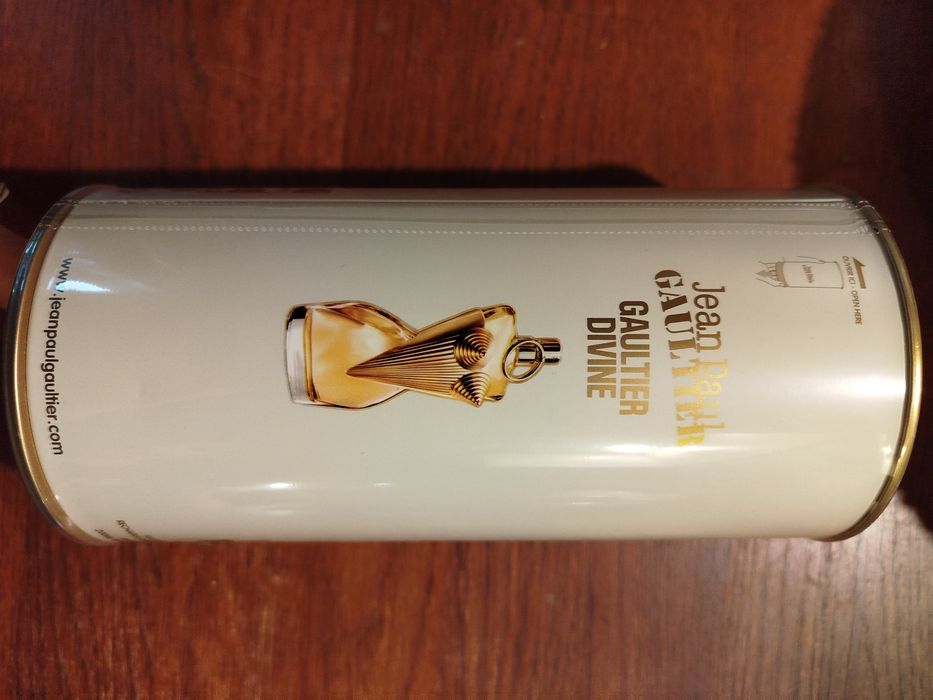 OUVRIR ICI - OPEN HERE
Jean Paul
GAULTIER
GAULTIER
DIVINE
www.jeanpaulgaultier.com